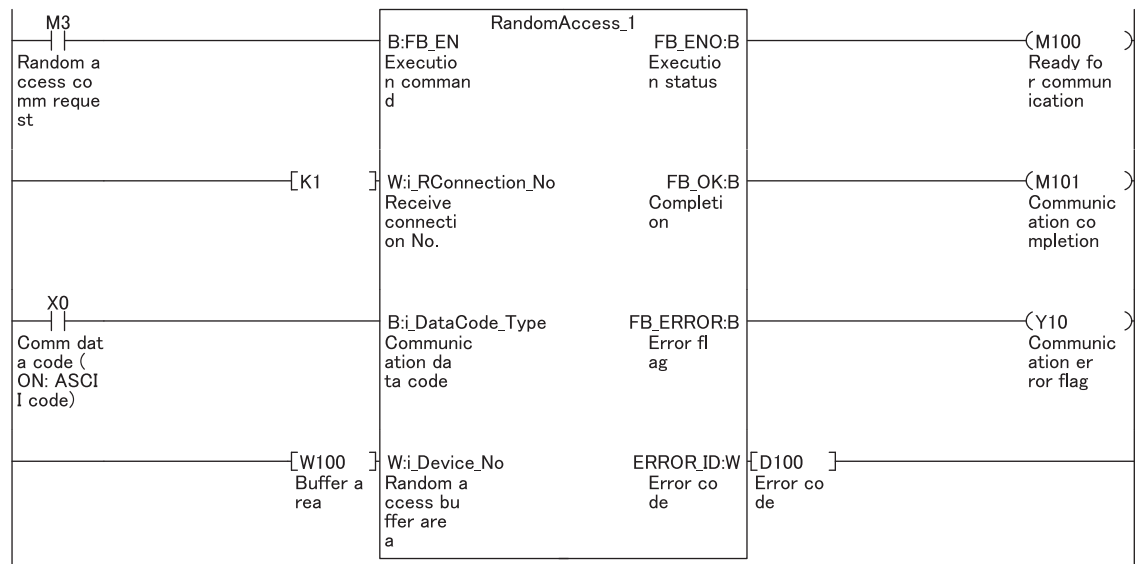 RandomAccess_1
M3
Random a
ccess co
mm reque
st
B:FB_EN
Executio
n comman
d
FB_ENO:B
Executio
n status
M100
Ready fo
r commun
ication
K1
W:i_RConnection_No
Receive
connecti
on No.
FB_OK:B
Completi
on
M101
Communic
ation co
mpletion
X0
Comm dat
a code (
ON: ASCI
I code)
B:i_DataCode_Type
Communic
ation da
ta code
FB_ERROR:B
Error fl
ag
Y10
Communic
ation er
ror flag
W100
Buffer a
rea
W:i_Device_No
Random a
ccess bu
ffer are
a
ERROR_ID:W
Error co
de
D100
Error co
de